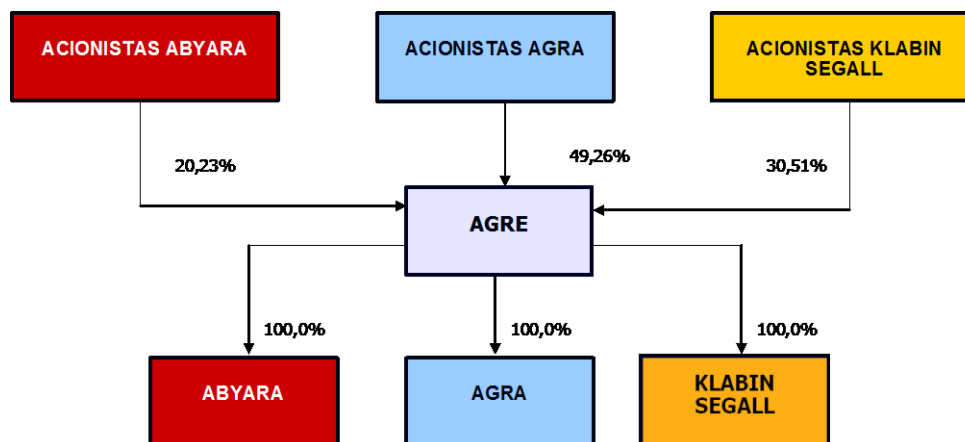 ACIONISTAS ABYARA
ACIONISTAS AGRA
ACIONISTAS KLABIN
SEGALL
20,23%
49,26%
30,51%
AGRE
100,0%
100,0%
100,0%
ABYARA
AGRA
KLABIN
SEGALL